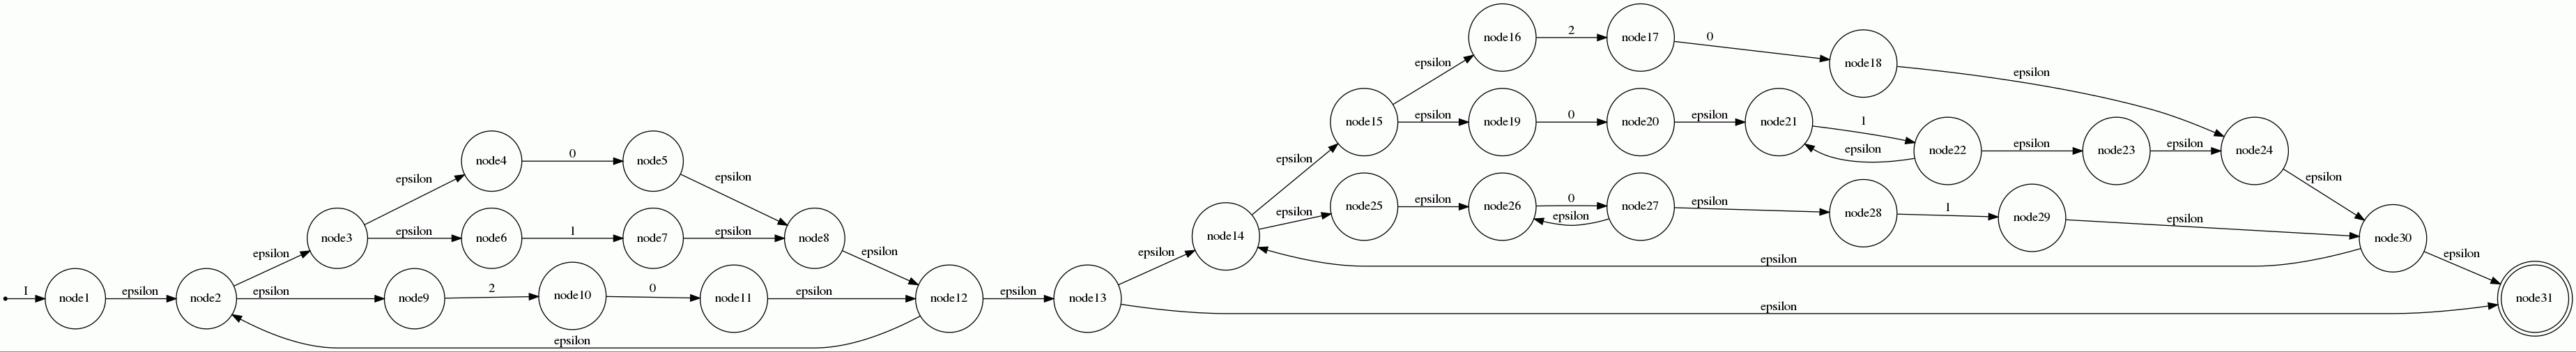 node16
2
node17
0
node18
epsilon
epsilon
node15
epsilon
node19
0
node20
epsilon
node21
1
node22
epsilon
epsilon
node23
epsilon
node24
epsilon
node4
0
node5
epsilon
epsilon
node3
epsilon
node6
1
node7
epsilon
node8
epsilon
epsilon
I
node1
epsilon
node2
epsilon
node9
2
node10
0
node11
epsilon
node12
epsilon
node13
epsilon
epsilon
node14
epsilon
epsilon
node25
epsilon
node26
0
epsilon
node27
epsilon
node28
1
node29
epsilon
node30
epsilon
epsilon
epsilon
node31